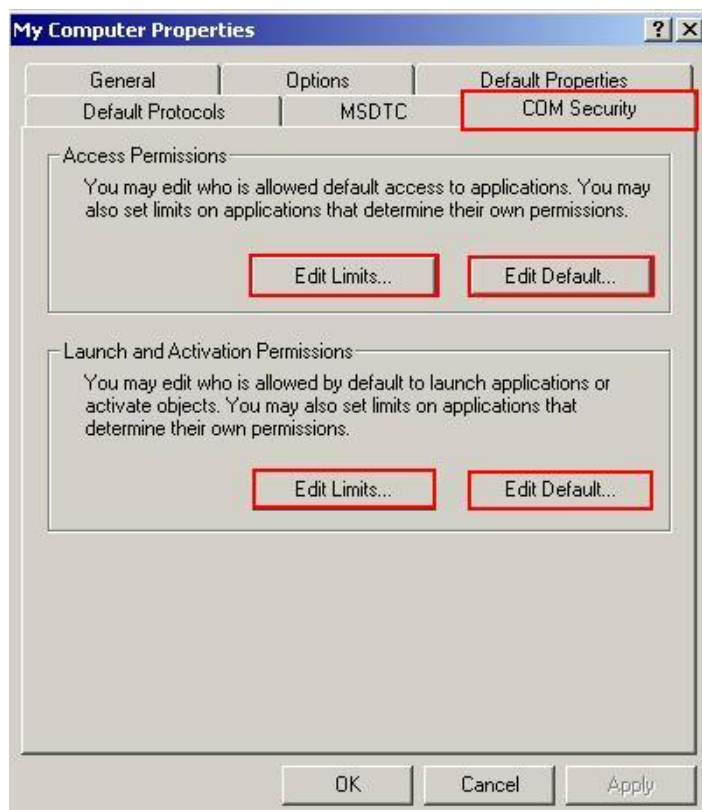 My Computer Properties
General Options Default Properties
Default Protocols MSDTC COM Security
Access Permissions
You may edit who is allowed default access to applications. You may
also set limits on applications that determine their own permissions.
Edit Limits... Edit Default...
Launch and Activation Permissions
You may edit who is allowed by default to launch applications or
activate objects. You may also set limits on applications that
determine their own permissions.
Edit Limits... Edit Default...
OK Cancel Apply